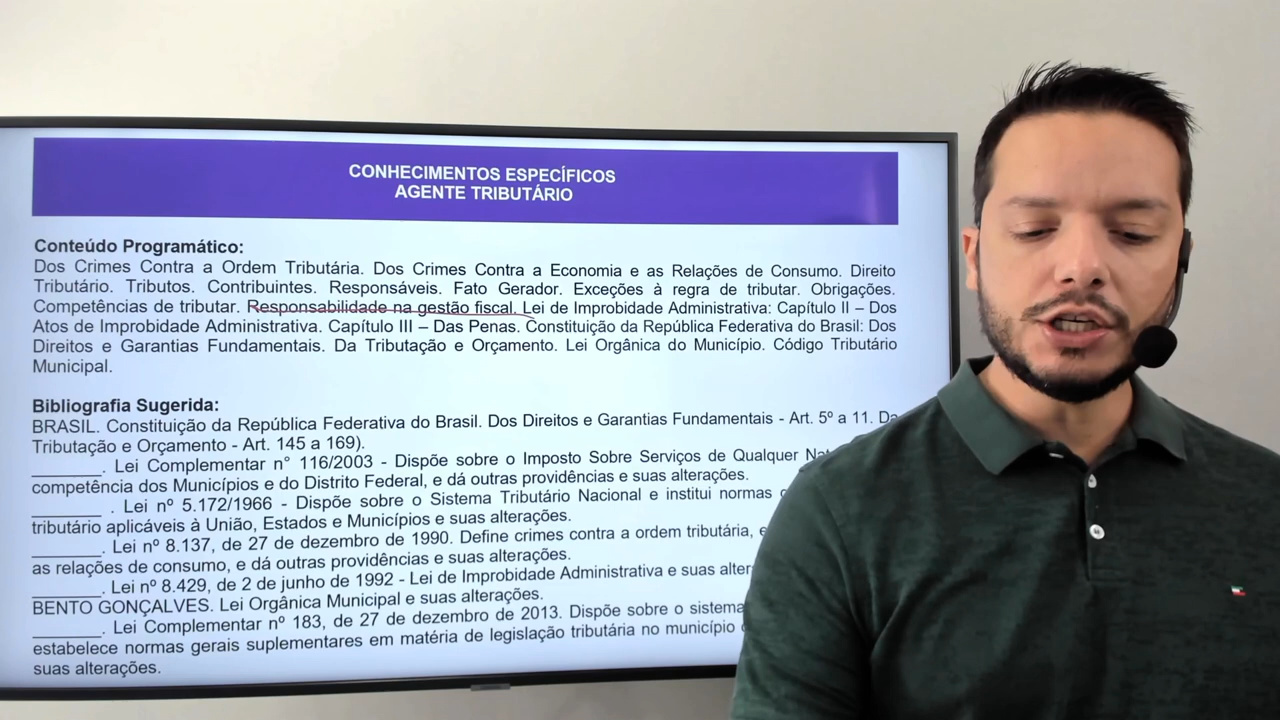 CONHECIMENTOS ESPECÍFICOS
AGENTE TRIBUTÁRIO
Conteúdo Programático:
Dos Crimes Contra a Ordem Tributária. Dos Crimes Contra a Economia e as Relações de Consumo. Direito
Tributário. Tributos. Contribuintes. Responsáveis. Fato Gerador. Exceções à regra de tributar. Obrigações.
Competências de tributar. Responsabilidade na gestão fiscal. Lei de Improbidade Administrativa: Capítulo II – Dos
Atos de Improbidade Administrativa. Capítulo III – Das Penas. Constituição da República Federativa do Brasil: Dos
Direitos e Garantias Fundamentais. Da Tributação e Orçamento. Lei Orgânica do Município. Código Tributário
Municipal.
Bibliografia Sugerida:
BRASIL. Constituição da República Federativa do Brasil. Dos Direitos e Garantias Fundamentais - Art. 5º a 11. Da
Tributação e Orçamento - Art. 145 a 169).
_______. Lei Complementar n° 116/2003 - Dispõe sobre o Imposto Sobre Serviços de Qualquer
competência dos Municípios e do Distrito Federal, e dá outras providências e suas alterações.
_______ . Lei nº 5.172/1966 - Dispõe sobre o Sistema Tributário Nacional e institui normas
tributário aplicáveis à União, Estados e Municípios e suas alterações.
_______. Lei nº 8.137, de 27 de dezembro de 1990. Define crimes contra a ordem tributária,
as relações de consumo, e dá outras providências e suas alterações.
_______. Lei nº 8.429, de 2 de junho de 1992 - Lei de Improbidade Administrativa e suas
BENTO GONÇALVES. Lei Orgânica Municipal e suas alterações.
_______. Lei Complementar nº 183, de 27 de dezembro de 2013. Dispõe sobre o sistema
estabelece normas gerais suplementares em matéria de legislação tributária no município
suas alterações.